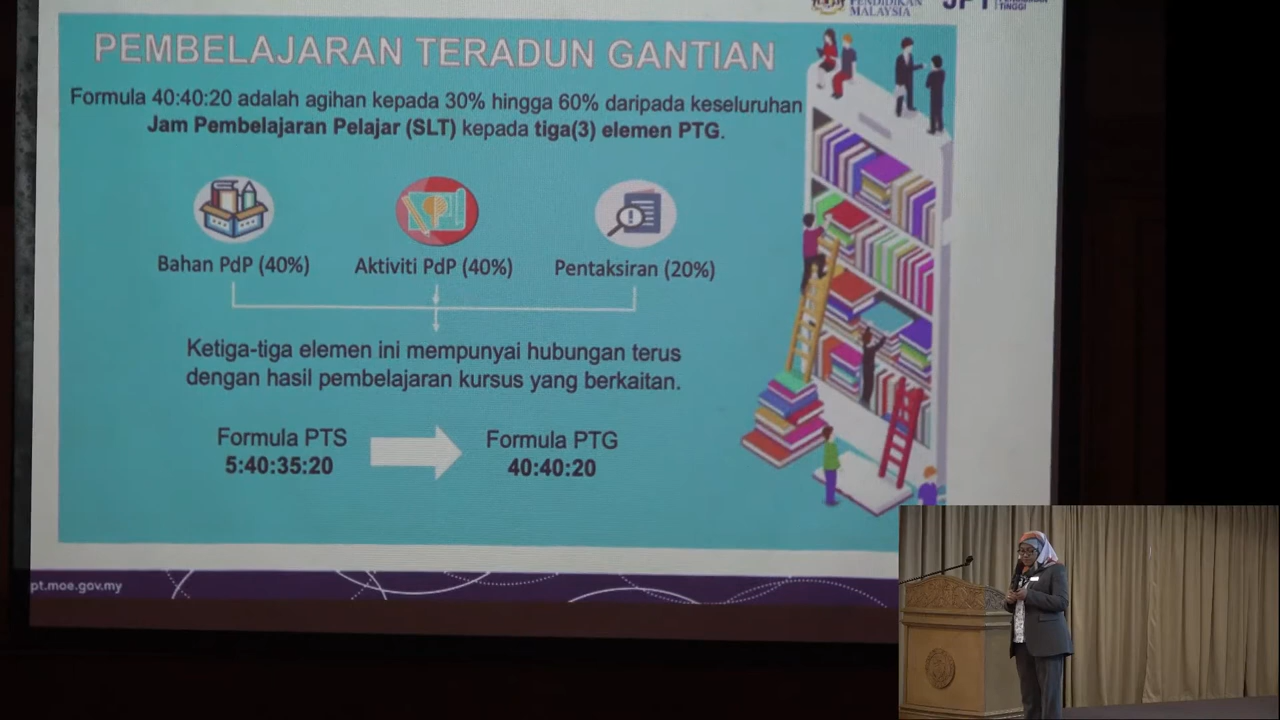 PENDIDIKAN
MALAYSIA
TINGGI
PEMBELAJARAN TERADUN GANTIAN
Formula 40:40:20 adalah agihan kepada 30% hingga 60% daripada keseluruhan
Jam Pembelajaran Pelajar (SLT) kepada tiga(3) elemen PTG.
Bahan PdP (40%)
Aktiviti PdP (40%)
Pentaksiran (20%)
Ketiga-tiga elemen ini mempunyai hubungan terus
dengan hasil pembelajaran kursus yang berkaitan.
Formula PTS
5:40:35:20
Formula PTG
40:40:20
pt.moe.gov.my